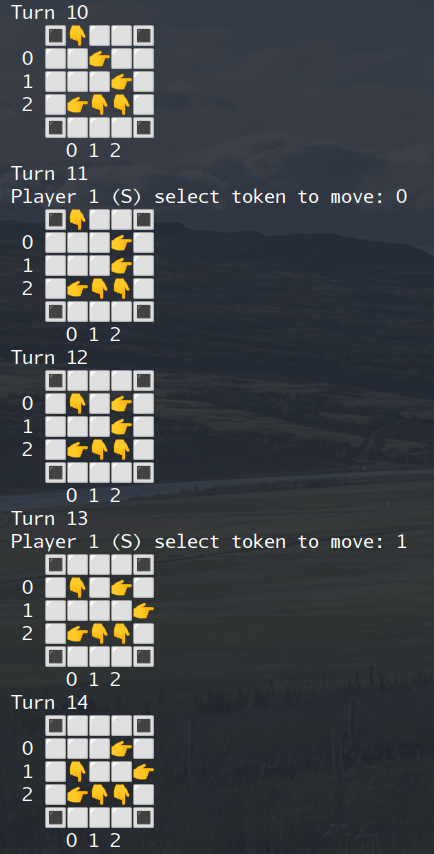 Turn 10
⬛👇⬜⬜⬛
0 ⬜⬜👉⬜⬜
1 ⬜⬜⬜👉⬜
2 ⬜👉👇👇⬜
⬛⬜⬜⬜⬛
0 1 2
Turn 11
Player 1 (S) select token to move: 0
⬛👇⬜⬜⬛
0 ⬜⬜⬜👉⬜
1 ⬜⬜⬜👉⬜
2 ⬜👉👇👇⬜
⬛⬜⬜⬜⬛
0 1 2
Turn 12
⬛⬜⬜⬜⬛
0 ⬜👇⬜👉⬜
1 ⬜⬜⬜👉⬜
2 ⬜👉👇👇⬜
⬛⬜⬜⬜⬛
0 1 2
Turn 13
Player 1 (S) select token to move: 1
⬛⬜⬜⬜⬛
0 ⬜👇⬜👉⬜
1 ⬜⬜⬜⬜👉
2 ⬜👉👇👇⬜
⬛⬜⬜⬜⬛
0 1 2
Turn 14
⬛⬜⬜⬜⬛
0 ⬜⬜⬜👉⬜
1 ⬜👇⬜⬜👉
2 ⬜👉👇👇⬜
⬛⬜⬜⬜⬛
0 1 2